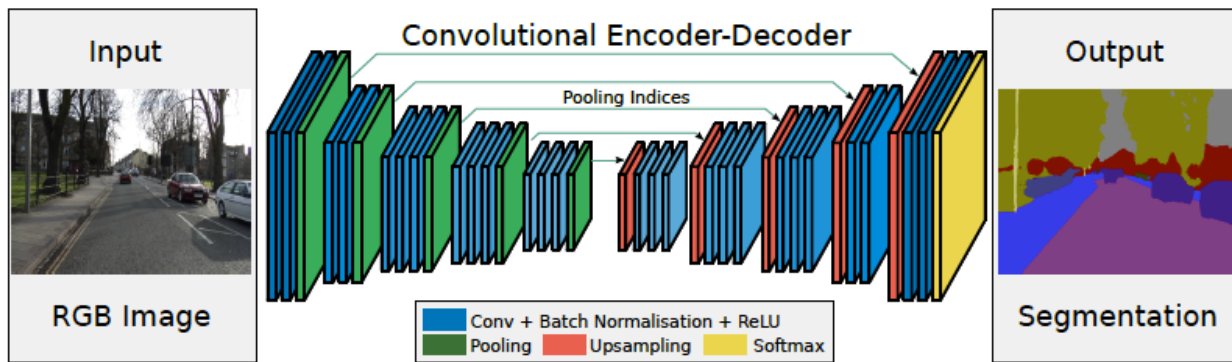 Input
RGB Image
Convolutional Encoder-Decoder
Pooling Indices
Conv + Batch Normalisation + ReLU
Pooling Upsampling Softmax
Output
Segmentation